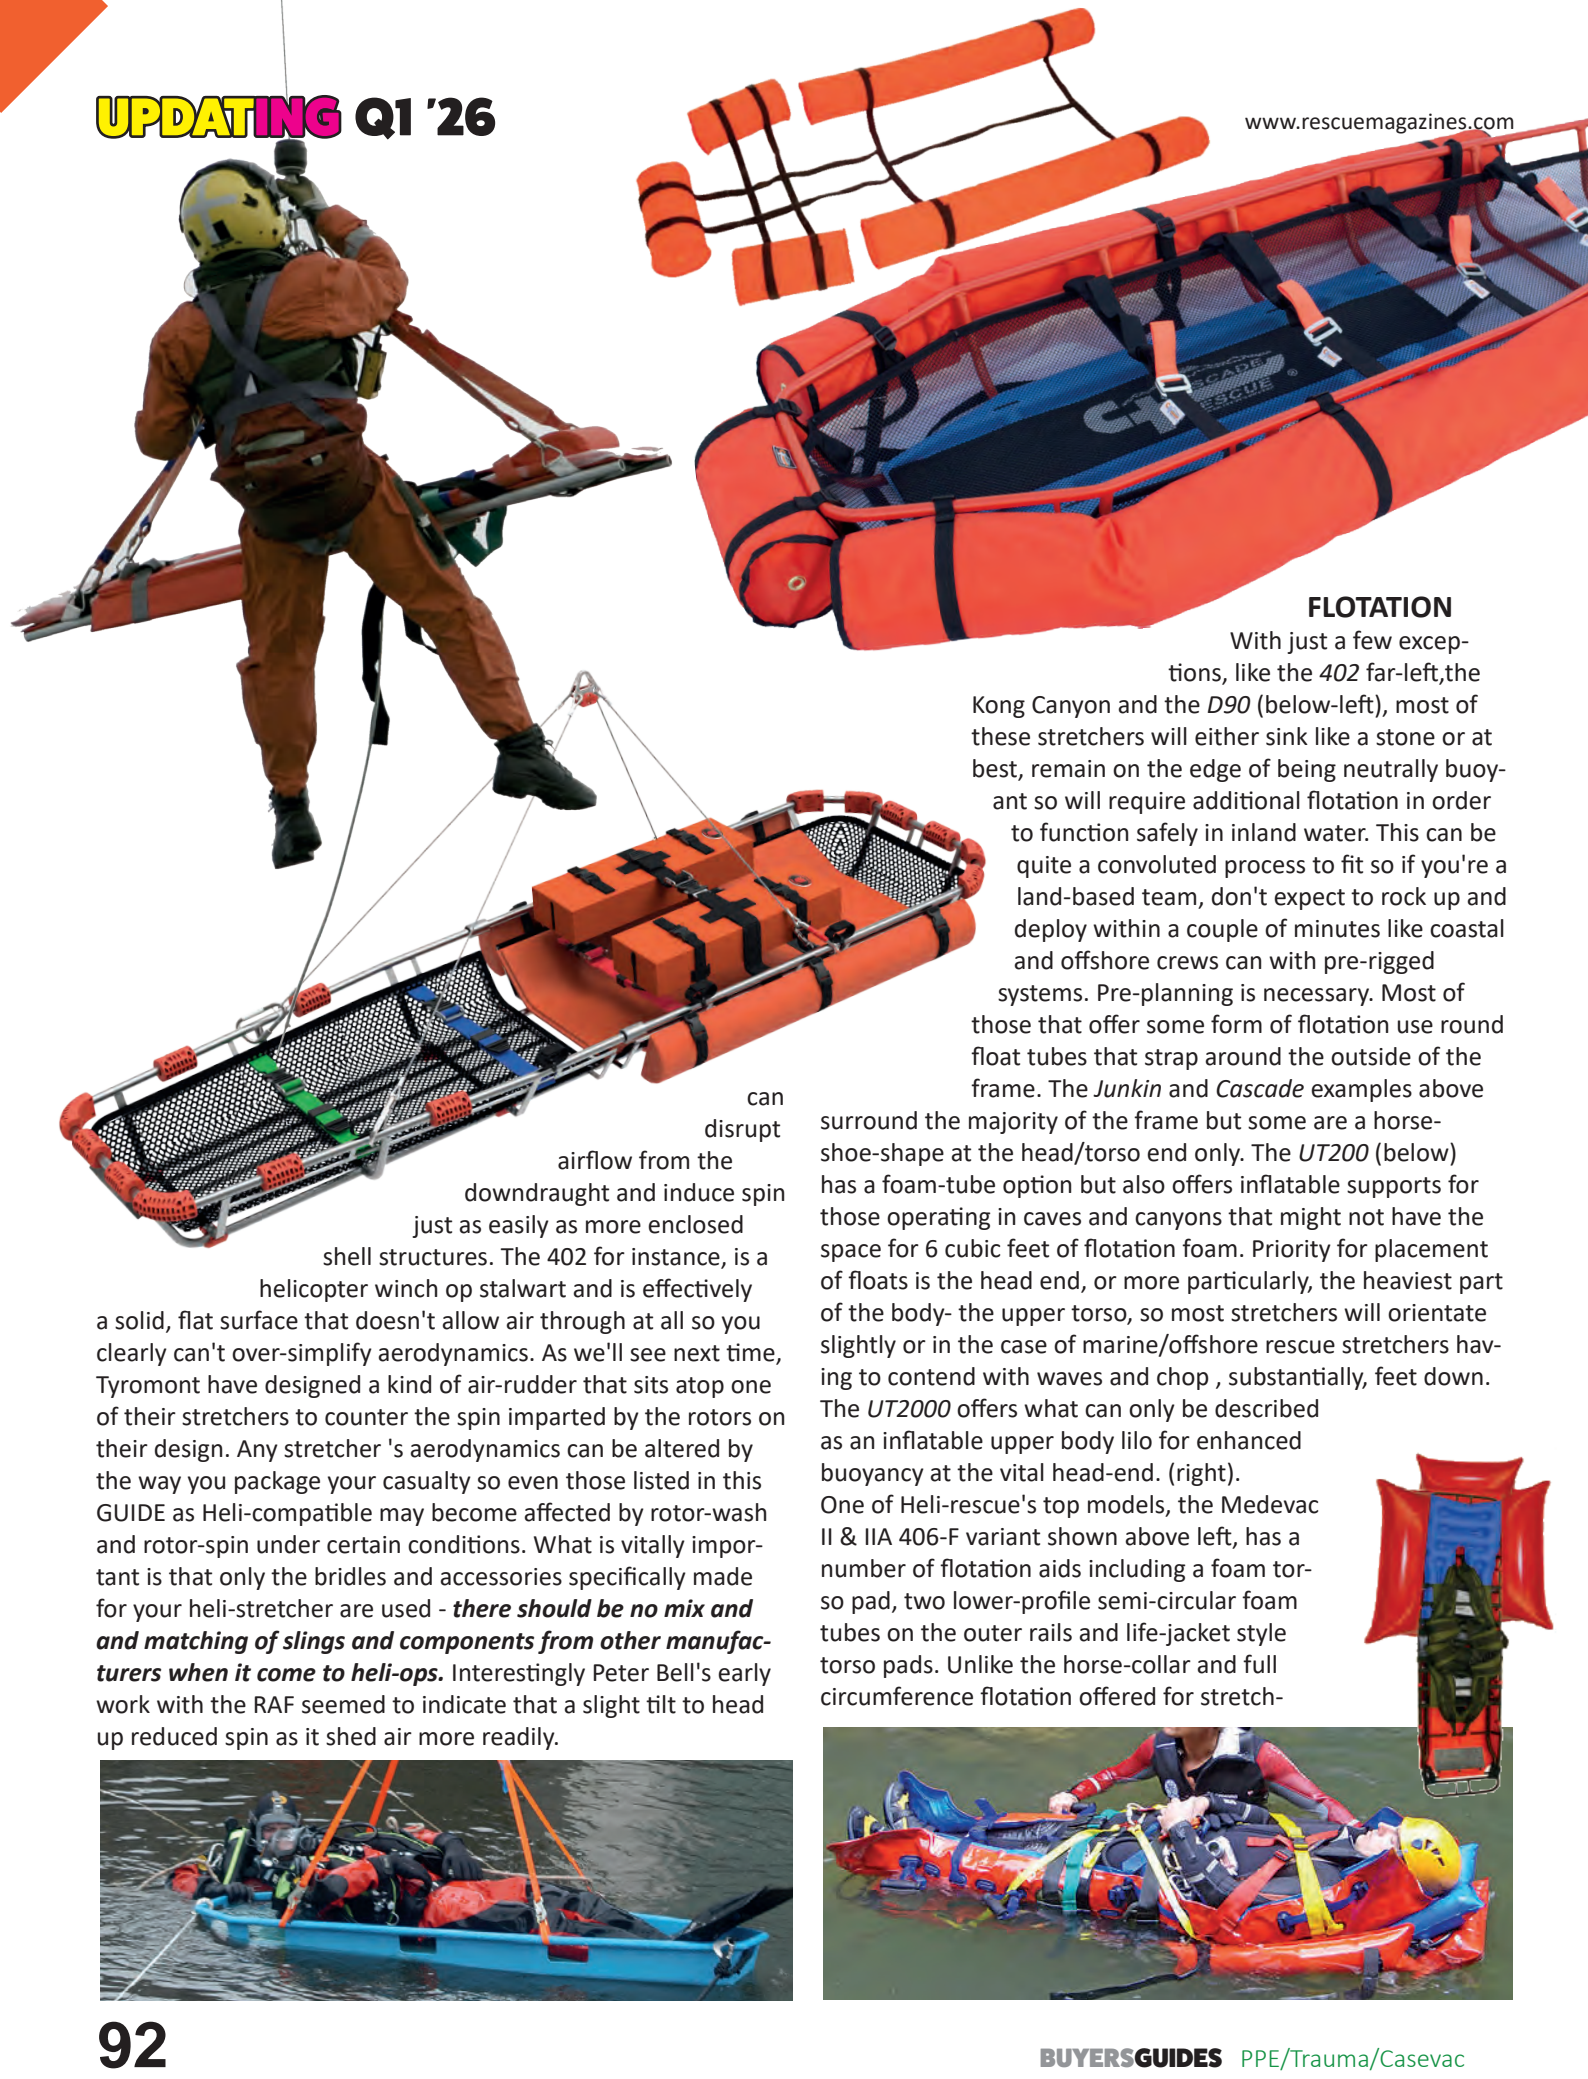 UPDATING Q1 '26
www.rescuemagazines.com
CASCADE
RESCUE
®
can
disrupt
airflow from the
downdraught and induce spin
just as easily as more enclosed
shell structures. The 402 for instance, is a
helicopter winch op stalwart and is effectively
a solid, flat surface that doesn't allow air through at all so you
clearly can't over-simplify aerodynamics. As we'll see next time,
Tyromont have designed a kind of air-rudder that sits atop one
of their stretchers to counter the spin imparted by the rotors on
their design. Any stretcher 's aerodynamics can be altered by
the way you package your casualty so even those listed in this
GUIDE as Heli-compatible may become affected by rotor-wash
and rotor-spin under certain conditions. What is vitally impor-
tant is that only the bridles and accessories specifically made
for your heli-stretcher are used - there should be no mix and
and matching of slings and components from other manufac-
turers when it come to heli-ops. Interestingly Peter Bell's early
work with the RAF seemed to indicate that a slight tilt to head
up reduced spin as it shed air more readily.
FLOTATION
With just a few excep-
tions, like the 402 far-left,the
Kong Canyon and the D90 (below-left), most of
these stretchers will either sink like a stone or at
best, remain on the edge of being neutrally buoy-
ant so will require additional flotation in order
to function safely in inland water. This can be
quite a convoluted process to fit so if you're a
land-based team, don't expect to rock up and
deploy within a couple of minutes like coastal
and offshore crews can with pre-rigged
systems. Pre-planning is necessary. Most of
those that offer some form of flotation use round
float tubes that strap around the outside of the
frame. The Junkin and Cascade examples above
surround the majority of the frame but some are a horse-
shoe-shape at the head/torso end only. The UT200 (below)
has a foam-tube option but also offers inflatable supports for
those operating in caves and canyons that might not have the
space for 6 cubic feet of flotation foam. Priority for placement
of floats is the head end, or more particularly, the heaviest part
of the body- the upper torso, so most stretchers will orientate
slightly or in the case of marine/offshore rescue stretchers hav-
ing to contend with waves and chop , substantially, feet down.
The UT2000 offers what can only be described
as an inflatable upper body lilo for enhanced
buoyancy at the vital head-end. (right).
One of Heli-rescue's top models, the Medevac
II & IIA 406-F variant shown above left, has a
number of flotation aids including a foam tor-
so pad, two lower-profile semi-circular foam
tubes on the outer rails and life-jacket style
torso pads. Unlike the horse-collar and full
circumference flotation offered for stretch-
92
BUYERSGUIDES PPE/Trauma/Casevac